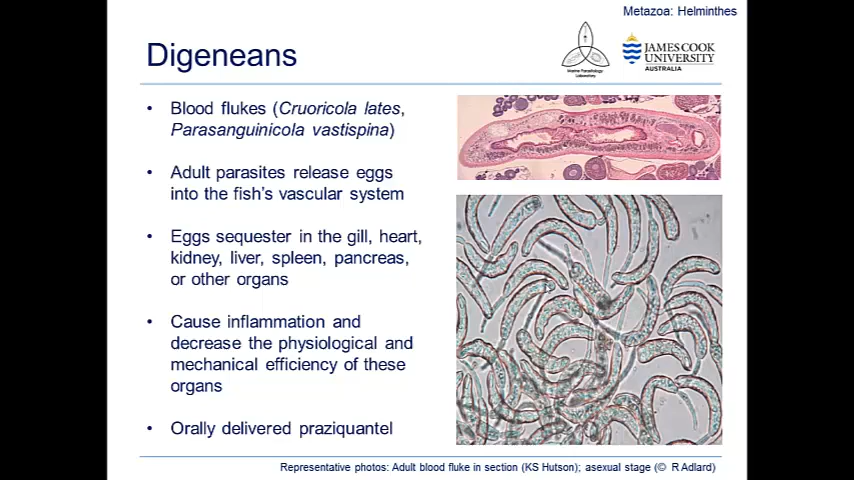 Metazoa: Helminthes
Digeneans
Marine Parasitology
Laboratory
JAMES COOK
UNIVERSITY
AUSTRALIA
• Blood flukes (Cruoricola lates,
Parasanguinicola vastispina)
• Adult parasites release eggs
into the fish's vascular system
• Eggs sequester in the gill, heart,
kidney, liver, spleen, pancreas,
or other organs
• Cause inflammation and
decrease the physiological and
mechanical efficiency of these
organs
• Orally delivered praziquantel
Representative photos: Adult blood fluke in section (KS Hutson); asexual stage (© R Adlard)